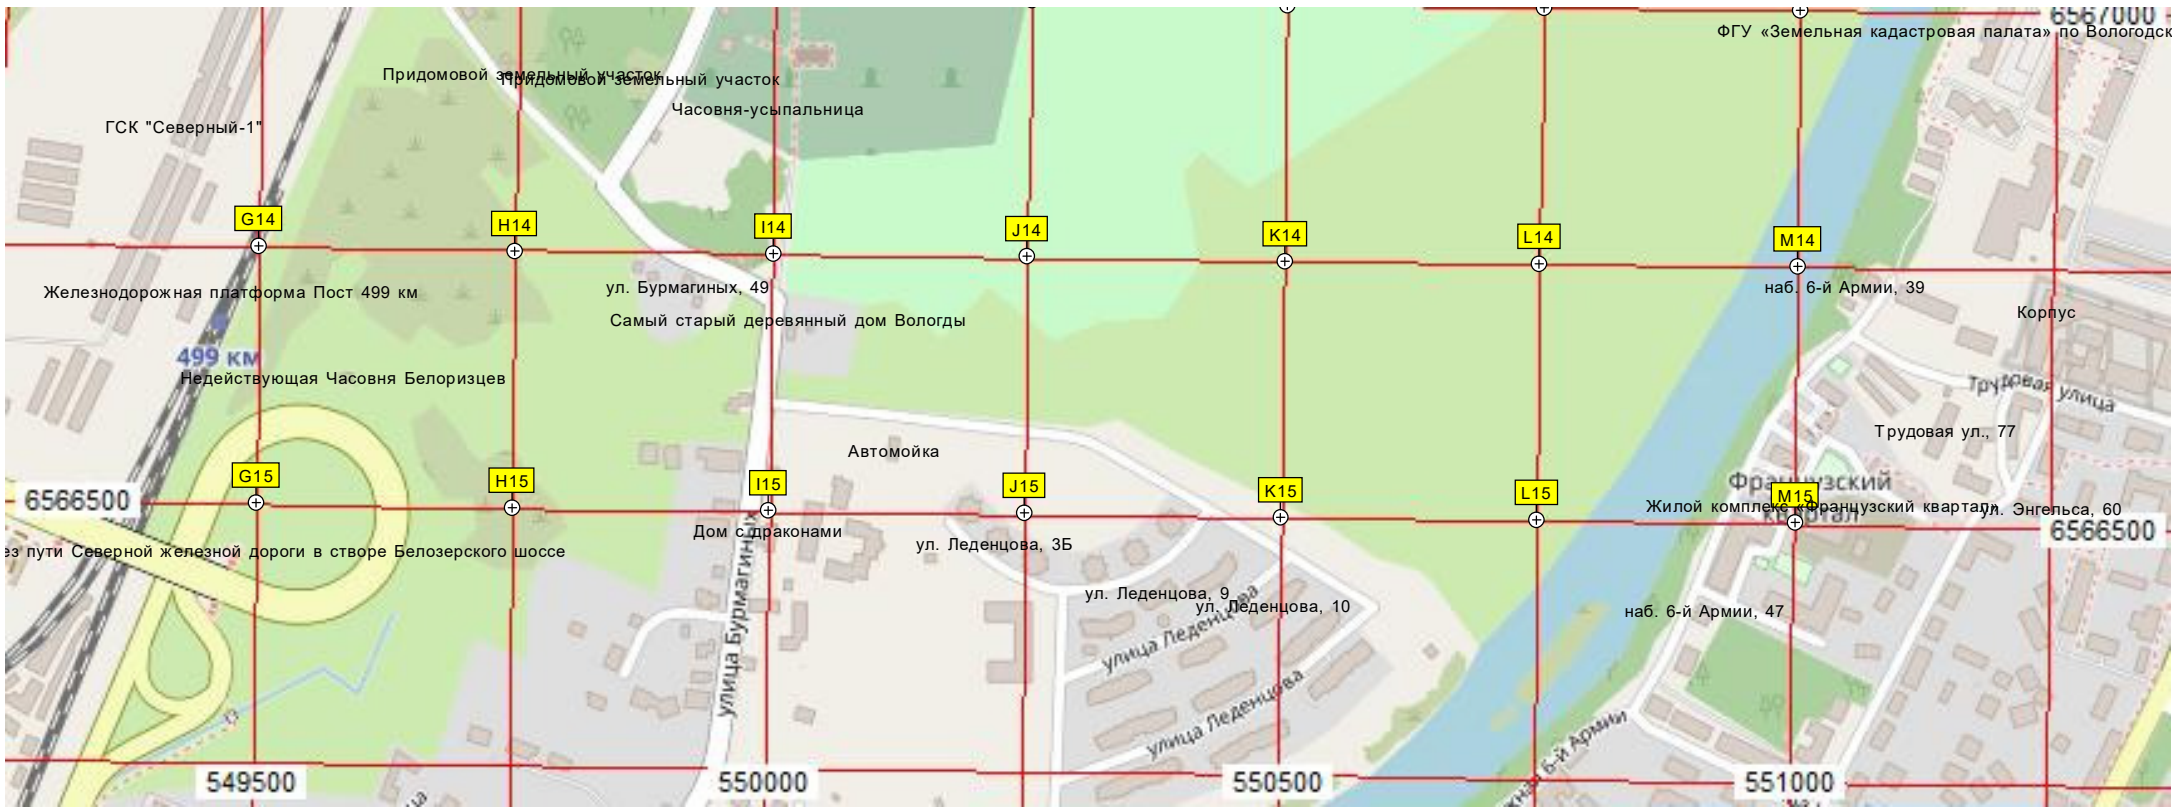 6567000
ФГУ «Земельная кадастровая палата» по Вологодск
Придомовой земельный участок
Придомовой земельный участок
Часовня-усыпальница
ГСК "Северный-1"
G14
H14
I14
J14
K14
L14
M14
Железнодорожная платформа Пост 499 км
ул. Бурмагиных, 49
наб. 6-й Армии, 39
Корпус
Самый старый деревянный дом Вологды
499 км
Недействующая Часовня Белоризцев
Трудовая улица
Трудовая ул., 77
Автомойка
G15
H15
I15
J15
K15
L15
M15
Французский
квартал
6566500
Жилой комплекс «Французский квартал»
ул. Энгельса, 60
6566500
Дом с драконами
ул. Леденцова, 3Б
ез пути Северной железной дороги в створе Белозерского шоссе
ул. Леденцова, 9
ул. Леденцова, 10
наб. 6-й Армии, 47
улица Бурмагиных
улица Леденцова
улица Леденцова
6-й Армии
549500
550000
550500
551000